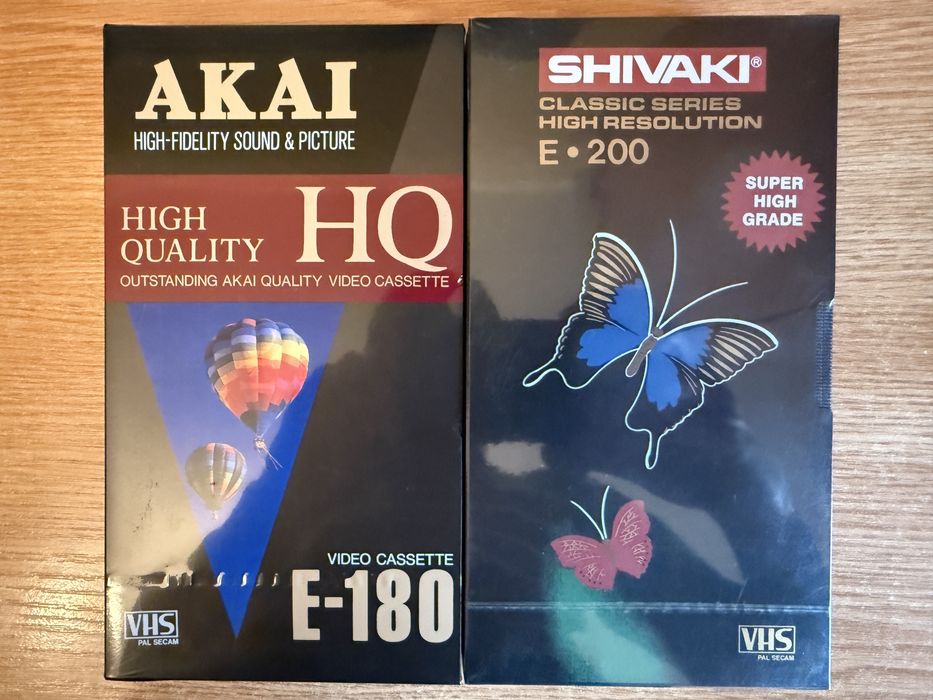 AKAI
HIGH-FIDELITY SOUND & PICTURE
HIGH
QUALITY
HQ
OUTSTANDING AKAI QUALITY VIDEO CASSETTE
VIDEO CASSETTE
E-180
VHS
PAL SECAM
SHIVAKI®
CLASSIC SERIES
HIGH RESOLUTION
E•200
SUPER
HIGH
GRADE
VHS
PAL SECAM